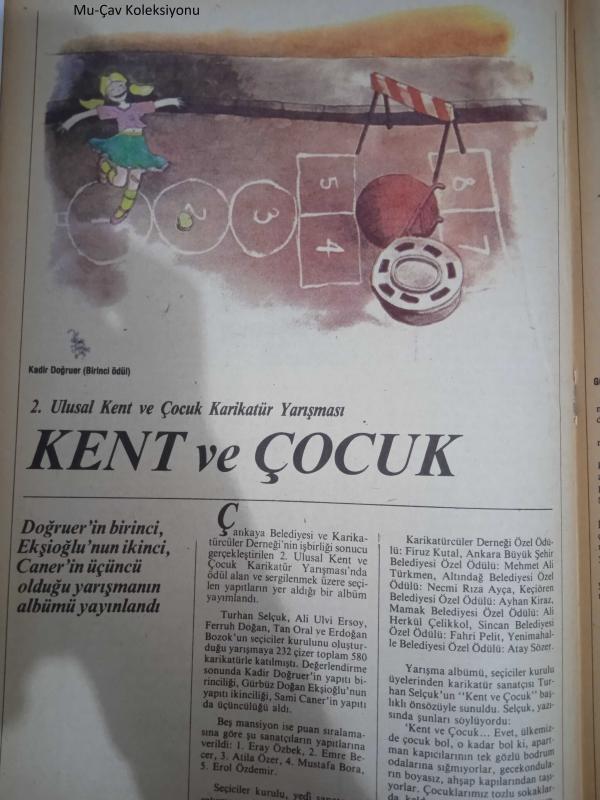 Mu-Çav Koleksiyonu
1
2
3
5
4
8
7
Kadir Doğruer (Birinci ödül)
2. Ulusal Kent ve Çocuk Karikatür Yarışması
KENT ve ÇOCUK
Doğruer'in birinci,
Ekşioğlu'nun ikinci,
Caner'in üçüncü
olduğu yarışmanın
albümü yayınlandı
Çankaya Belediyesi ve Karika-
türcüler Derneği'nin işbirliği sonucu
gerçekleştirilen 2. Ulusal Kent ve
Çocuk Karikatür Yarışması'nda
ödül alan ve sergilenmek üzere seçi-
len yapıtların yer aldığı bir albüm
yayımlandı.
Turhan Selçuk, Ali Ulvi Ersoy,
Ferruh Doğan, Tan Oral ve Erdoğan
Bozok'un seçiciler kurulunu oluştur-
duğu yarışmaya 232 çizer toplam 580
karikatürle katılmıştı. Değerlendirme
sonunda Kadir Doğruer'in yapıtı bi-
rinciliği, Gürbüz Doğan Ekşioğlu'nun
yapıtı ikinciliği, Sami Caner'in yapıtı
da üçüncülüğü aldı.
Beş mansiyon ise puan sıralama-
sına göre şu sanatçıların yapıtlarına
verildi: 1. Eray Özbek, 2. Emre Be-
cer, 3. Atila Özer, 4. Mustafa Bora,
5. Erol Özdemir.
Seçiciler kurulu, yedi
Karikatürcüler Derneği Özel Ödü-
lü: Firuz Kutal, Ankara Büyük Şehir
Belediyesi Özel Ödülü: Mehmet Ali
Türkmen, Altındağ Belediyesi Özel
Ödülü: Necmi Rıza Ayça, Keçiören
Belediyesi Özel Ödülü: Ayhan Kiraz,
Mamak Belediyesi Özel Ödülü: Ali
Herkül Çelikkol, Sincan Belediyesi
Özel Ödülü: Fahri Pelit, Yenimahal-
le Belediyesi Özel Ödülü: Atay Sözer.
Yarışma albümü, seçiciler kurulu
üyelerinden karikatür sanatçısı Tur-
han Selçuk'un "Kent ve Çocuk" baş-
lıklı önsözüyle sunuldu. Selçuk, yazı-
sında şunları söylüyordu:
'Kent ve Çocuk... Evet, ülkemiz-
de çocuk bol, o kadar bol ki, apart-
man kapıcılarının tek gözlü bodrum
odalarına sığmıyorlar, gecekondula-
rın boyasız, ahşap kapılarından taşı-
yorlar. Çocuklarımız tozlu sokaklar-